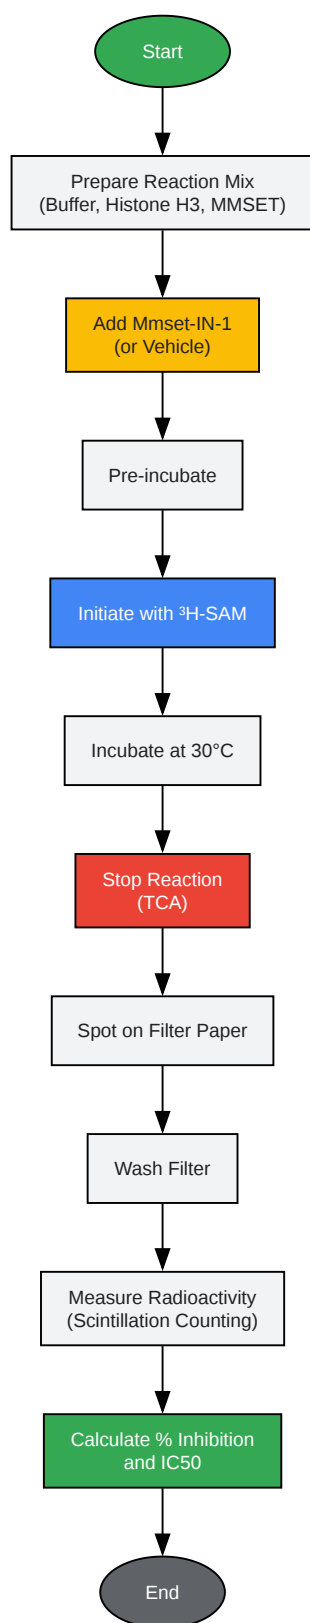 Start
Prepare Reaction Mix
(Buffer, Histone H3, MMSET)
Add Mmset-IN-1
(or Vehicle)
Pre-incubate
Initiate with ³H-SAM
Incubate at 30°C
Stop Reaction
(TCA)
Spot on Filter Paper
Wash Filter
Measure Radioactivity
(Scintillation Counting)
Calculate % Inhibition
and IC50
End